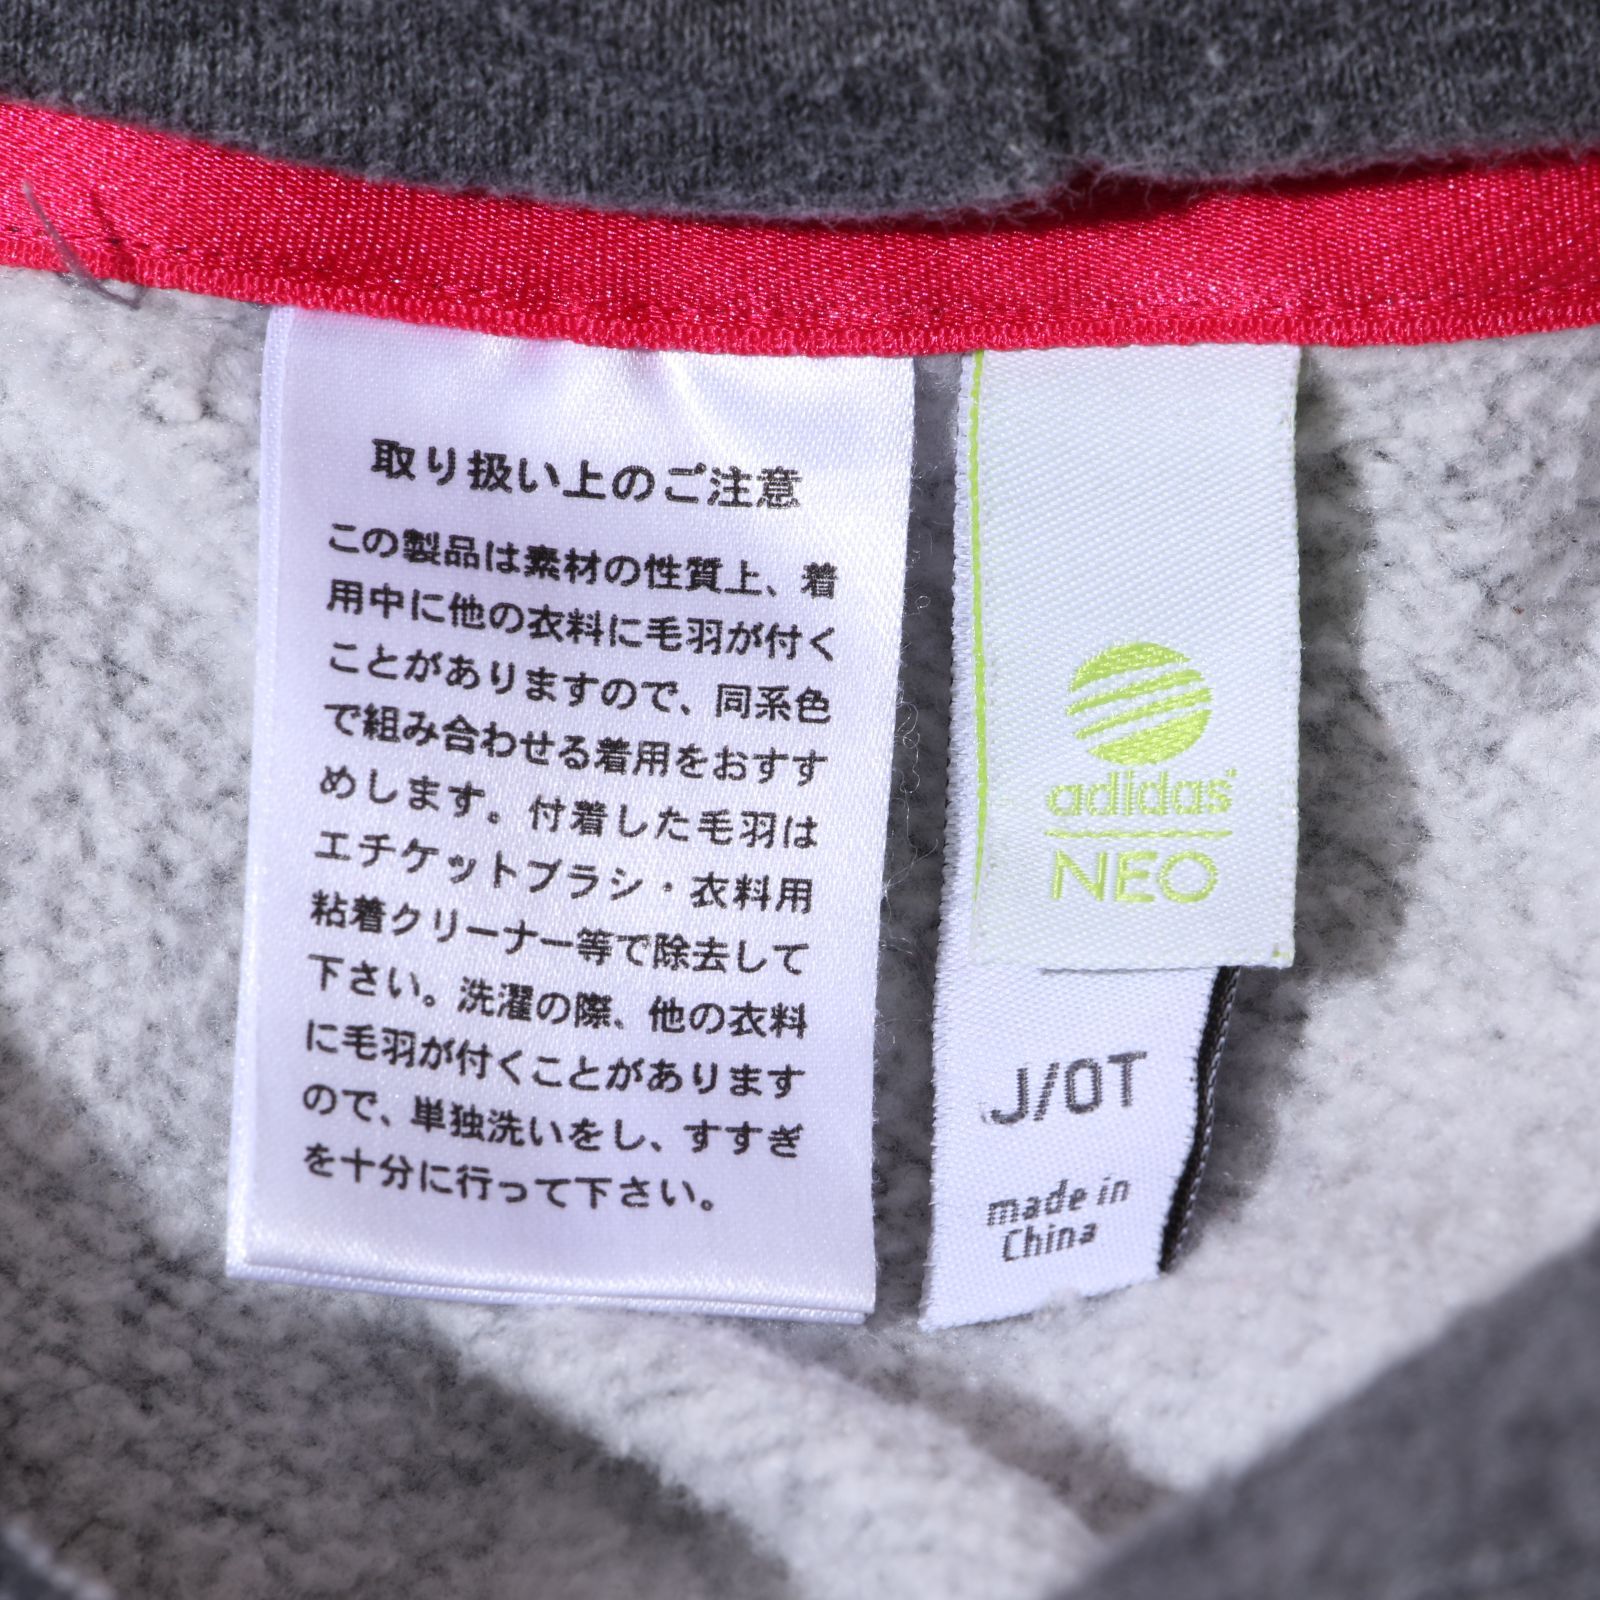 取り扱い上のご注意
この製品は素材の性質上、着
用中に他の衣料に毛羽が付く
ことがありますので、同系色
で組み合わせる着用をおすす
めします。付着した毛羽は
エチケットブラシ・衣料用
粘着クリーナー等で除去して
下さい。洗濯の際、他の衣料
に毛羽が付くことがあります
ので、単独洗いをし、すすぎ
を十分に行って下さい。
adidas
NEO
J/OT
made in
China